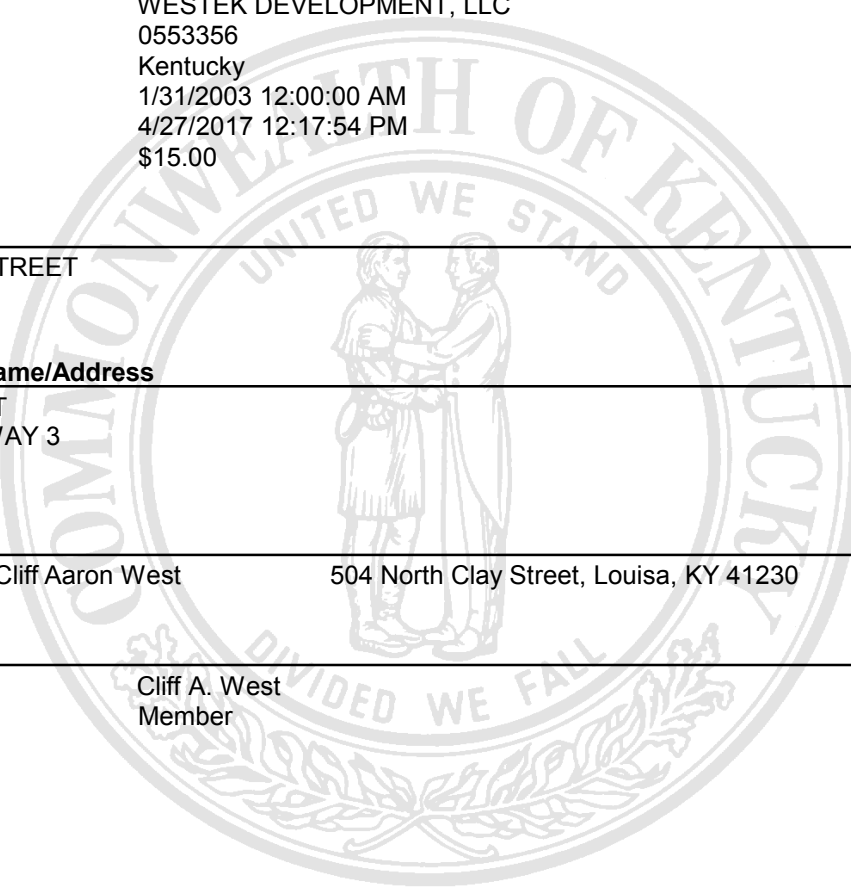 WESTEK DEVELOPMENT, LLC
0553356
Kentucky
1/31/2003 12:00:00 AM
4/27/2017 12:17:54 PM
$15.00
TREET
ame/Address
T
WAY 3
Cliff Aaron West 504 North Clay Street, Louisa, KY 41230
Cliff A. West
Member
COMMONWEALTH OF KENTUCKY
UNITED WE STAND
DIVIDED WE FALL